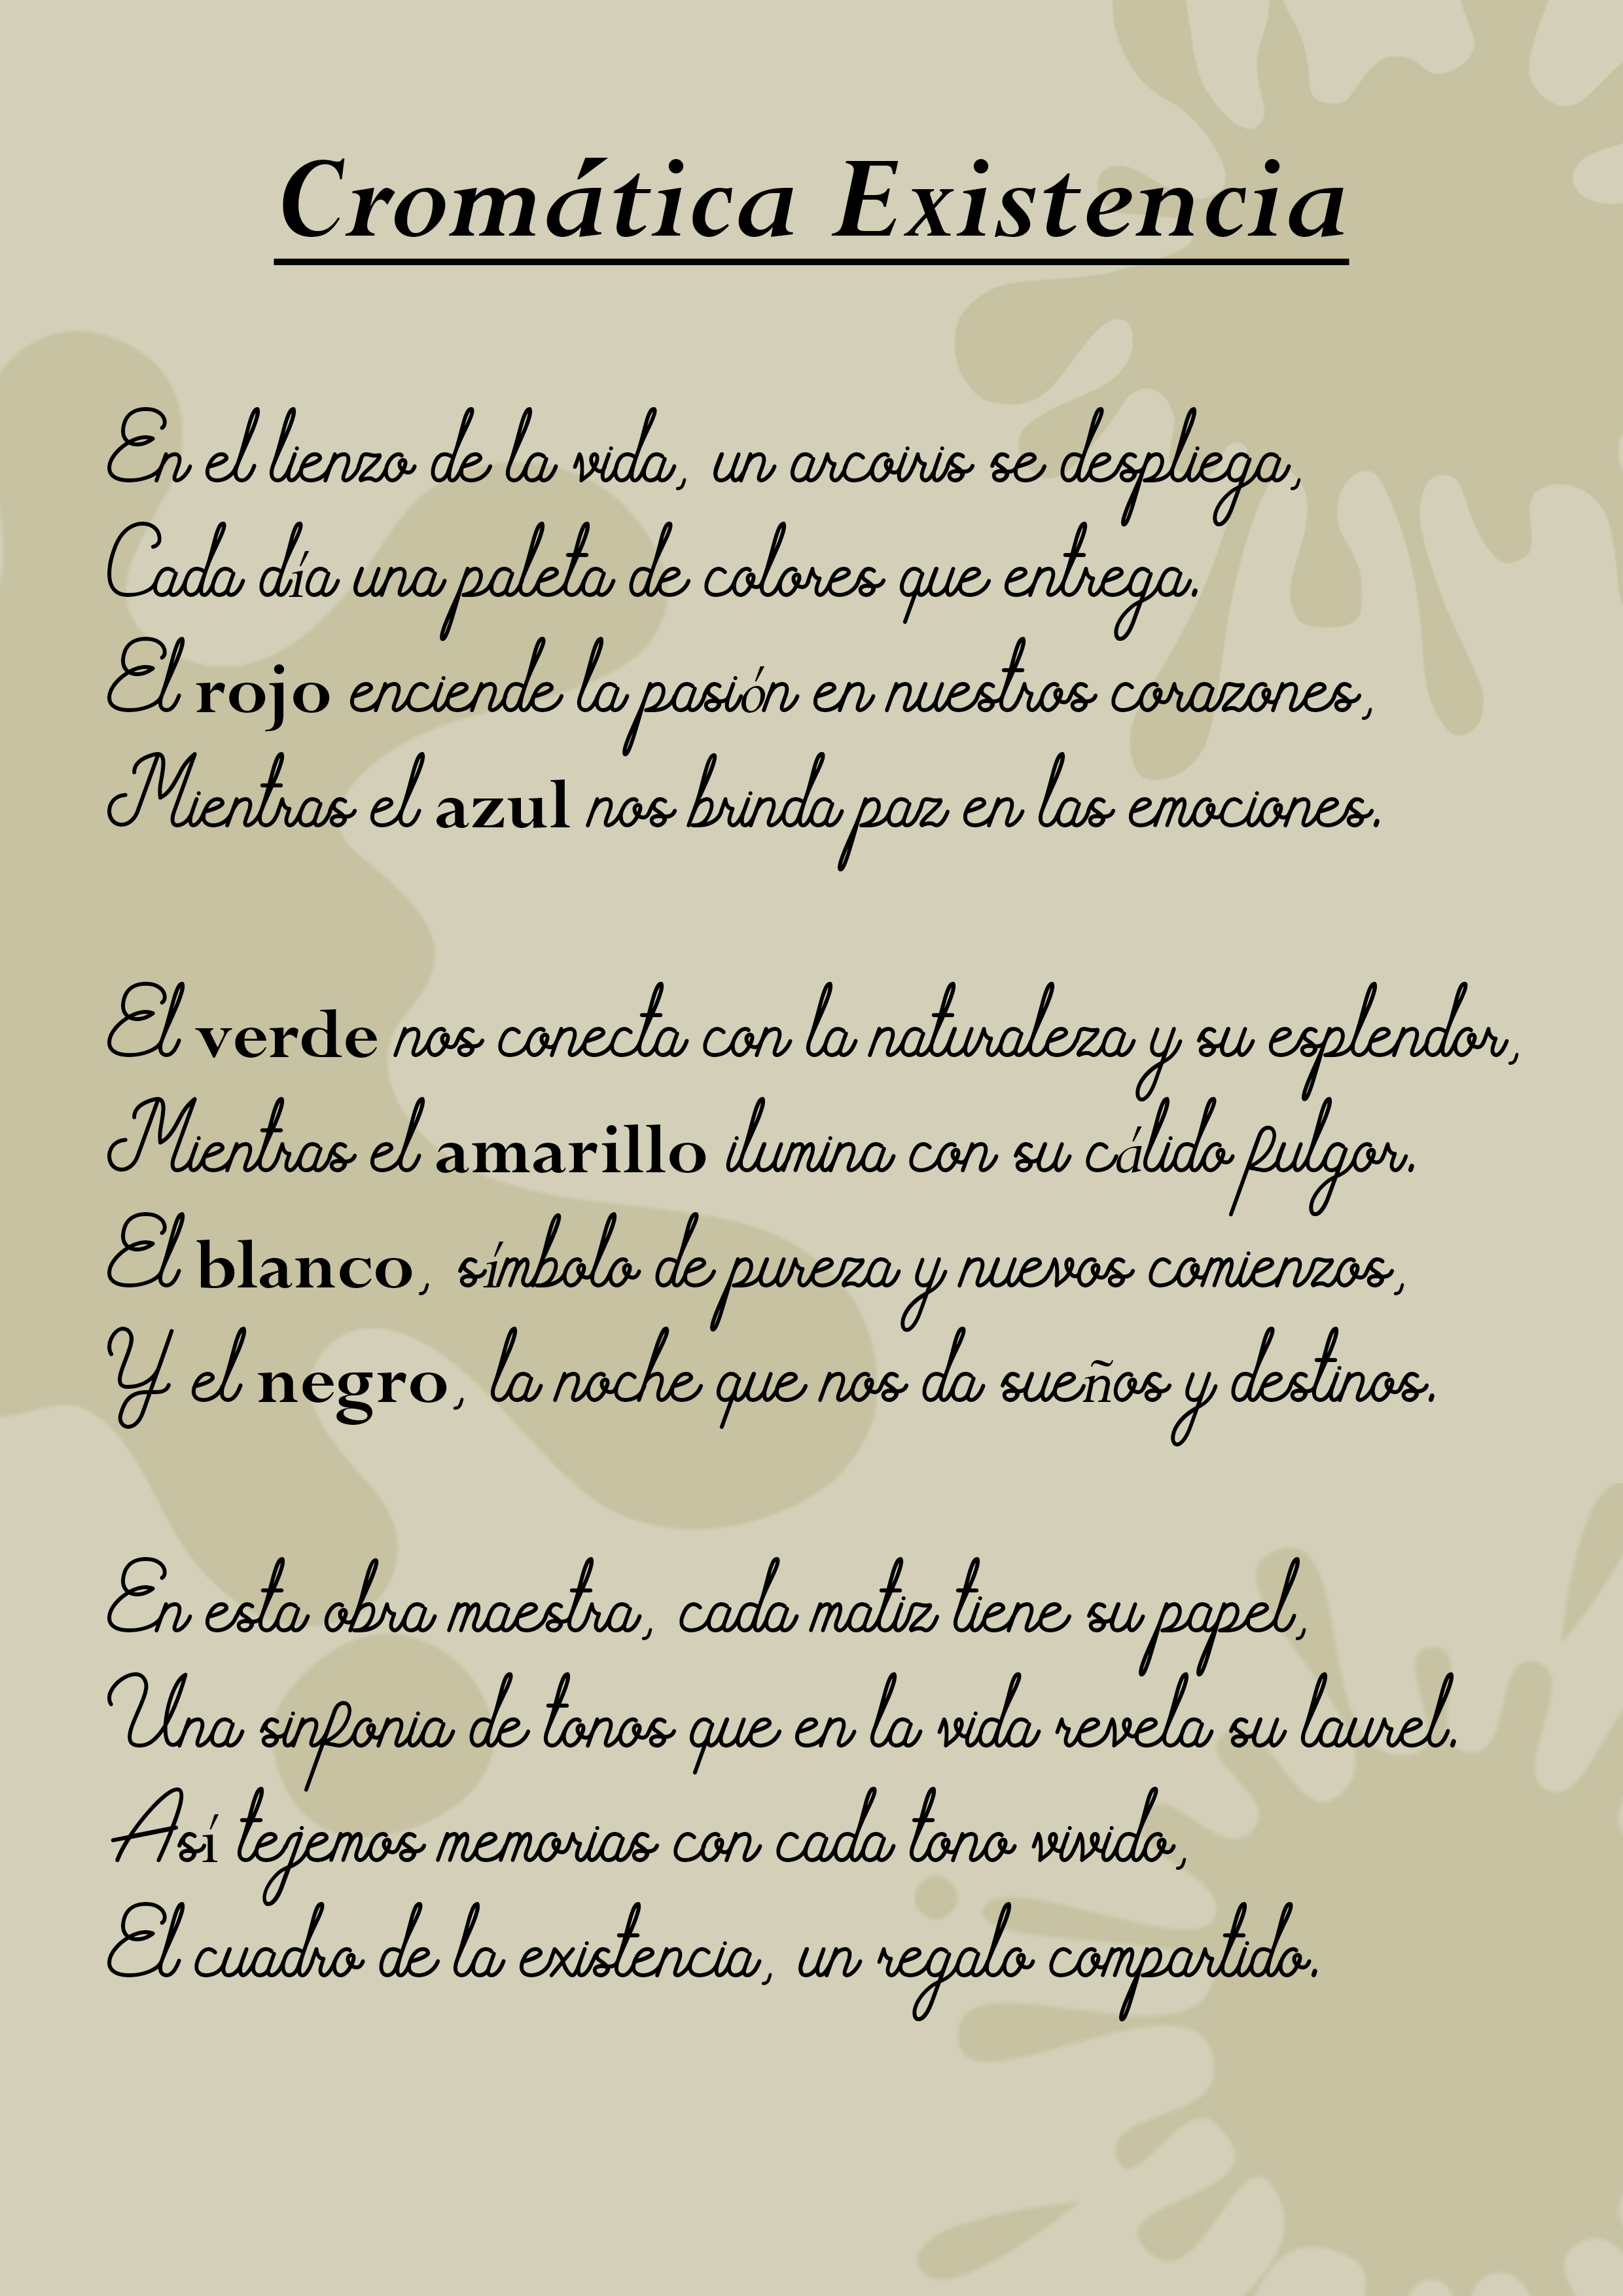 Cromática Existencia
En el lienzo de la vida, un arcoiris se despliega,
Cada día una paleta de colores que entrega.
El rojo enciende la pasión en nuestros corazones,
Mientras el azul nos brinda paz en las emociones.
El verde nos conecta con la naturaleza y su esplendor,
Mientras el amarillo ilumina con su cálido fulgor.
El blanco, símbolo de pureza y nuevos comienzos,
Y el negro, la noche que nos da sueños y destinos.
En esta obra maestra, cada matiz tiene su papel,
Una sinfonia de tonos que en la vida revela su laurel.
Así tejemos memorias con cada tono vivido,
El cuadro de la existencia, un regalo compartido.